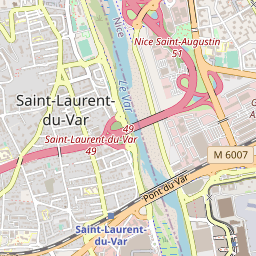 Nice
Nice Saint-Augustin
51
Le Var
Saint-Laurent-
du-Var
49
Saint-Laurent-du-Var
49
M 6007
Pont du Var
Saint-Laurent-
du-Var